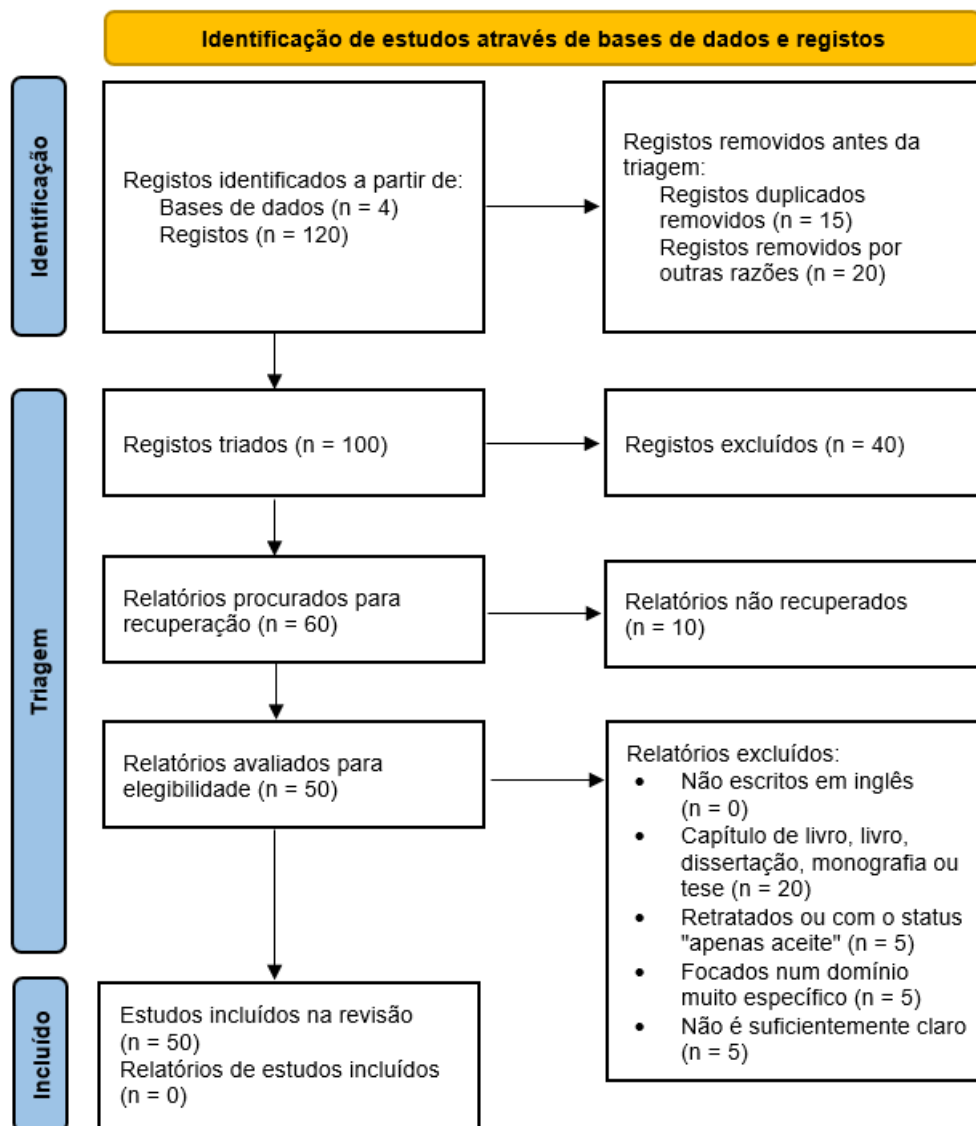 Identificação de estudos através de bases de dados e registos
Identificação
Registos identificados a partir de:
Bases de dados (n = 4)
Registos (n = 120)
Registos removidos antes da
triagem:
Registos duplicados
removidos (n = 15)
Registos removidos por
outras razões (n = 20)
Triagem
Registos triados (n = 100)
Registos excluídos (n = 40)
Relatórios procurados para
recuperação (n = 60)
Relatórios não recuperados
(n = 10)
Relatórios avaliados para
elegibilidade (n = 50)
Relatórios excluídos:
• Não escritos em inglês
(n = 0)
• Capítulo de livro, livro,
dissertação, monografia ou
tese (n = 20)
• Retratados ou com o status
"apenas aceite" (n = 5)
• Focados num domínio
muito específico (n = 5)
• Não é suficientemente claro
(n = 5)
Incluído
Estudos incluídos na revisão
(n = 50)
Relatórios de estudos incluídos
(n = 0)